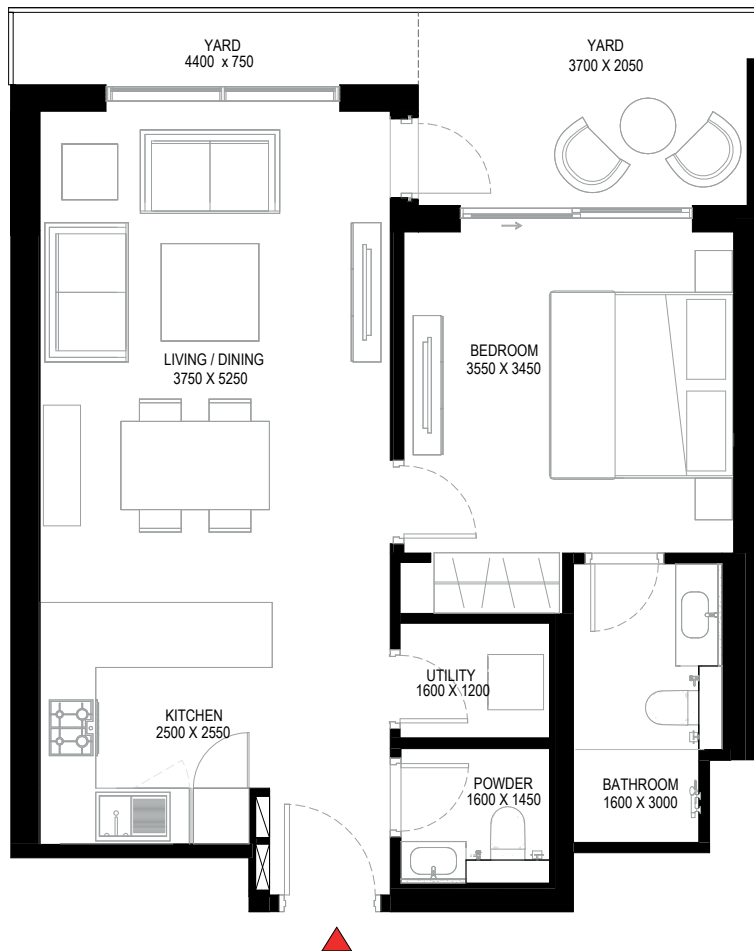 YARD
4400 x 750
YARD
3700 X 2050
LIVING / DINING
3750 X 5250
BEDROOM
3550 X 3450
UTILITY
1600 X 1200
KITCHEN
2500 X 2550
POWDER
1600 X 1450
BATHROOM
1600 X 3000